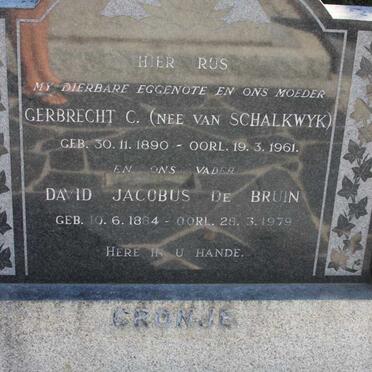 HIER RUS
MY DIERBARE EGGENOTE EN ONS MOEDER
GERBRECHT C. (NEE VAN SCHALKWYK)
GEB. 30.11.1890 - OORL. 19.3.1961.
EN ONS VADER
DAVID JACOBUS DE BRUIN
GEB. 10.6.1884 - OORL. 28.3.1979
HERE IN U HANDE.
CRONJE